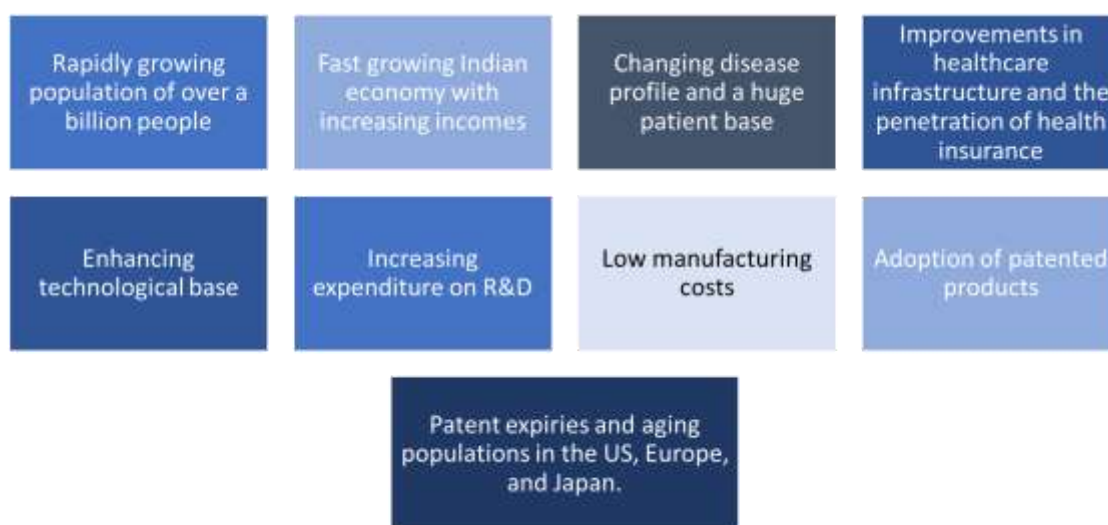 Rapidly growing
population of over a
billion people
Fast growing Indian
economy with
increasing incomes
Changing disease
profile and a huge
patient base
Improvements in
healthcare
infrastructure and the
penetration of health
insurance
Enhancing
technological base
Increasing
expenditure on R&D
Low manufacturing
costs
Adoption of patented
products
Patent expiries and aging
populations in the US, Europe,
and Japan.